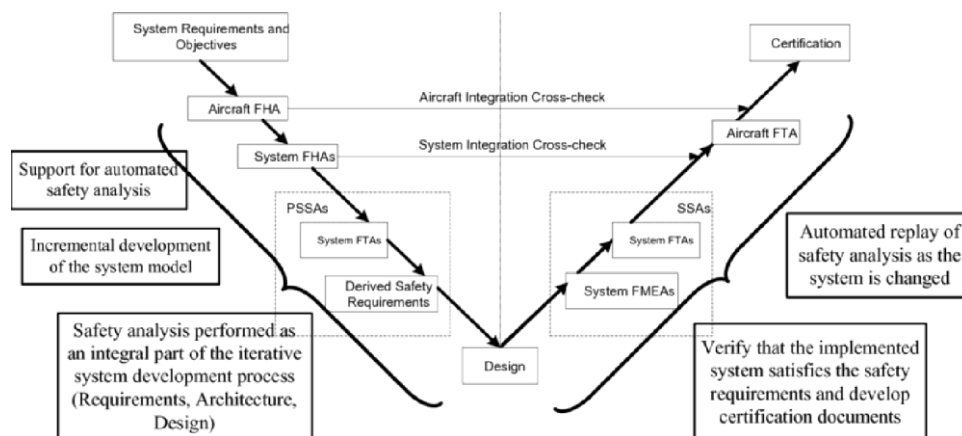 System Requirements and
Objectives
Certification
Aircraft FHA
Aircraft Integration Cross-check
Aircraft FTA
System FHAs
System Integration Cross-check
Support for automated
safety analysis
PSSAs
System FTAs
Derived Safety
Requirements
SSAs
System FTAs
System FMEAs
Incremental development
of the system model
Automated replay of
safety analysis as the
system is changed
Safety analysis performed as
an integral part of the iterative
system development process
(Requirements, Architecture,
Design)
Design
Verify that the implemented
system satisfies the safety
requirements and develop
certification documents